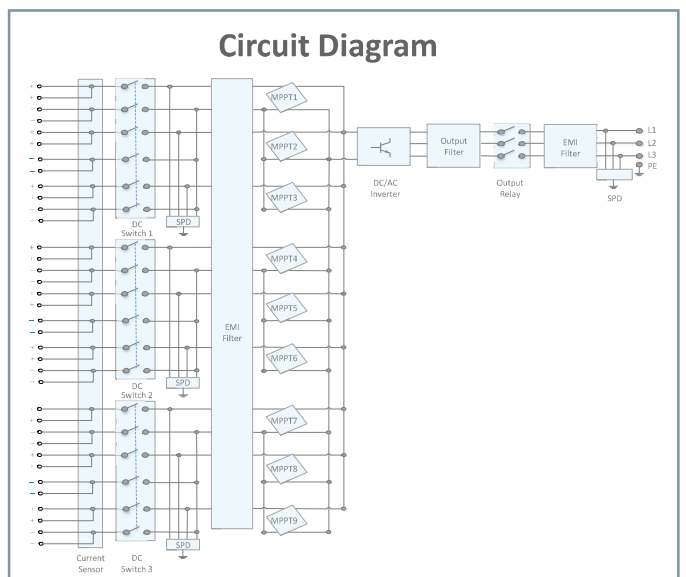 Circuit Diagram
MPPT1
MPPT2
MPPT3
DC
Switch 1
SPD
MPPT4
MPPT5
MPPT6
DC
Switch 2
SPD
MPPT7
MPPT8
MPPT9
DC
Switch 3
SPD
Current
Sensor
EMI
Filter
DC/AC
Inverter
Output
Filter
Output
Relay
EMI
Filter
L1
L2
L3
PE
SPD